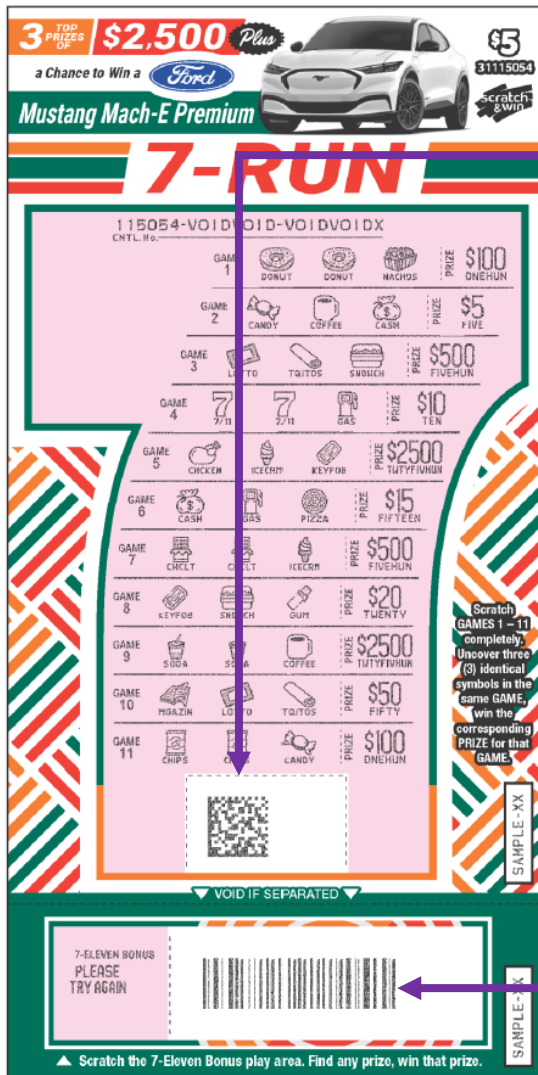 3 TOP PRIZES OF $2,500 Plus
a Chance to Win a Ford
Mustang Mach-E Premium
$5
31115054
scratch & win
7-RUN
115054-VOIDVOID-VOIDVOIDX
CNTL. No.
GAME 1 DONUT DONUT NACHOS PRIZE $100 ONEHUN
GAME 2 CANDY COFFEE CASH PRIZE $5 FIVE
GAME 3 LOTTO TQITOS SNDWCH PRIZE $500 FIVEHUN
GAME 4 7 7/11 7 7/11 GAS PRIZE $10 TEN
GAME 5 CHCKEN ICECRM KEYFOB PRIZE $2500 TWTYFIVHUN
GAME 6 CASH GAS PIZZA PRIZE $15 FIFTEEN
GAME 7 CHCLT CHCLT ICECRM PRIZE $500 FIVEHUN
GAME 8 KEYFOB SNDWCH GUM PRIZE $20 TWENTY
GAME 9 SODA SODA COFFEE PRIZE $2500 TWTYFIVHUN
GAME 10 MGAZIN LOTTO TQITOS PRIZE $50 FIFTY
GAME 11 CHIPS CANDY PRIZE $100 ONEHUN
Scratch
GAMES 1 – 11
completely.
Uncover three
(3) identical
symbols in the
same GAME,
win the
corresponding
PRIZE for that
GAME.
SAMPLE-XX
VOID IF SEPARATED
7-ELEVEN BONUS
PLEASE
TRY AGAIN
SAMPLE-XX
Scratch the 7-Eleven Bonus play area. Find any prize, win that prize.